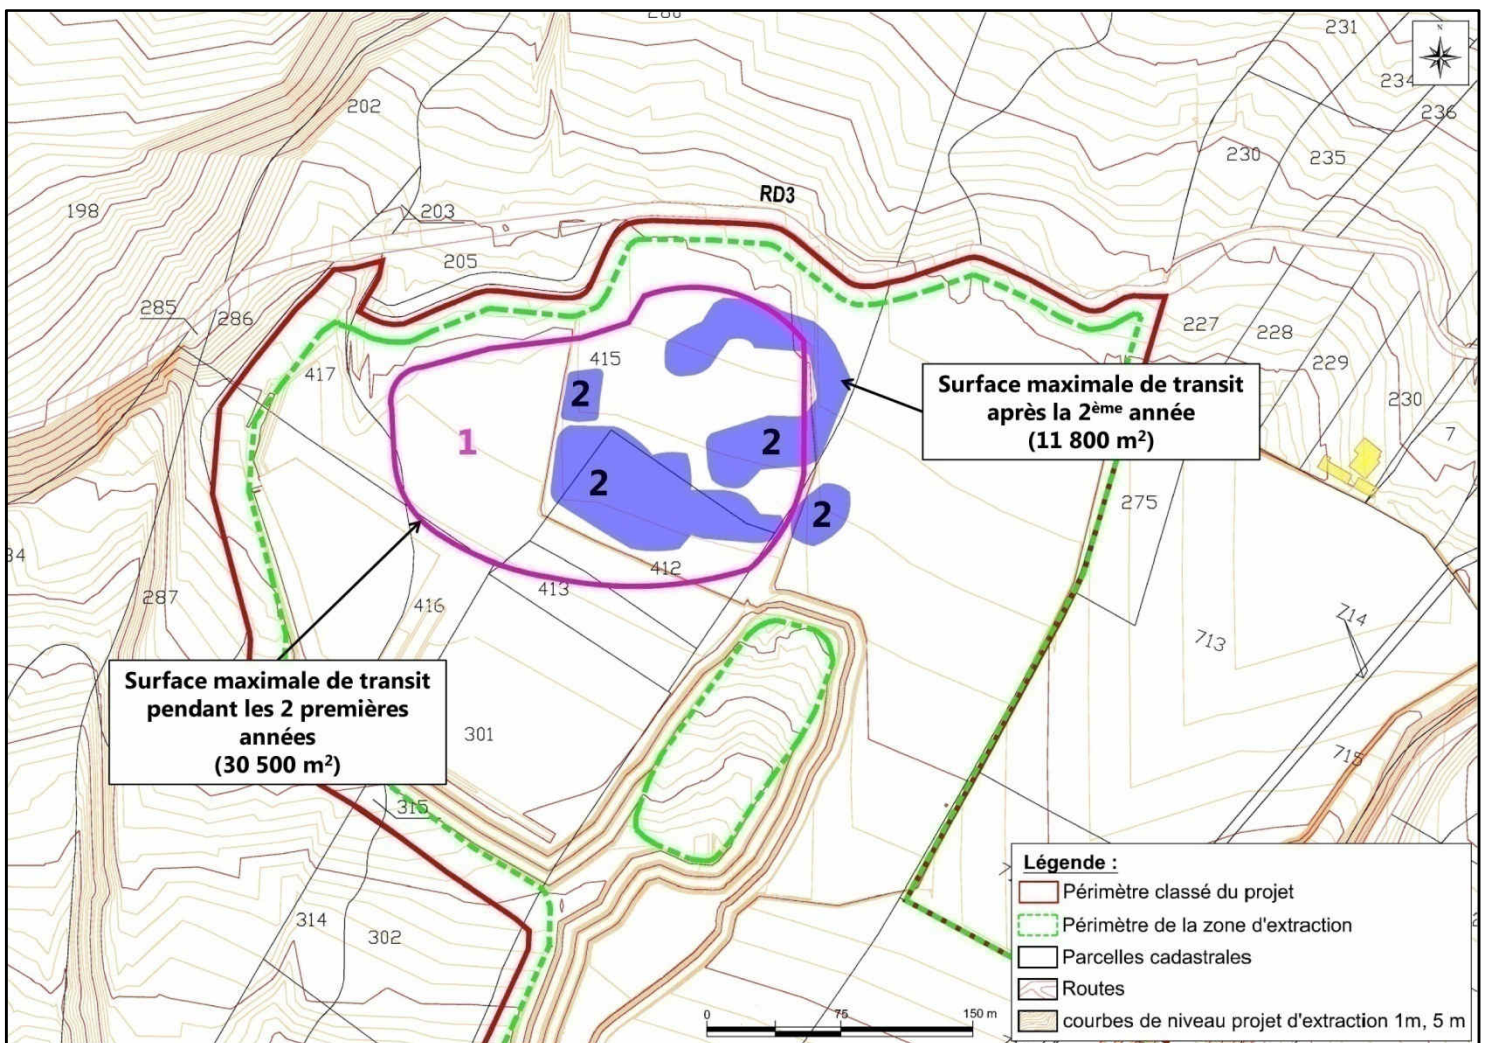 280
231
N
202
234
236
230
235
198
203
RD3
205
285
286
227
228
229
417
415
Surface maximale de transit
après la 2ème année
(11 800 m²)
2
230
1
2
7
2
2
275
412
413
287
416
714
713
Surface maximale de transit
pendant les 2 premières
années
(30 500 m²)
301
715
315
314
302
Légende :
Périmètre classé du projet
Périmètre de la zone d'extraction
Parcelles cadastrales
Routes
courbes de niveau projet d'extraction 1m, 5 m
0 75 150 m